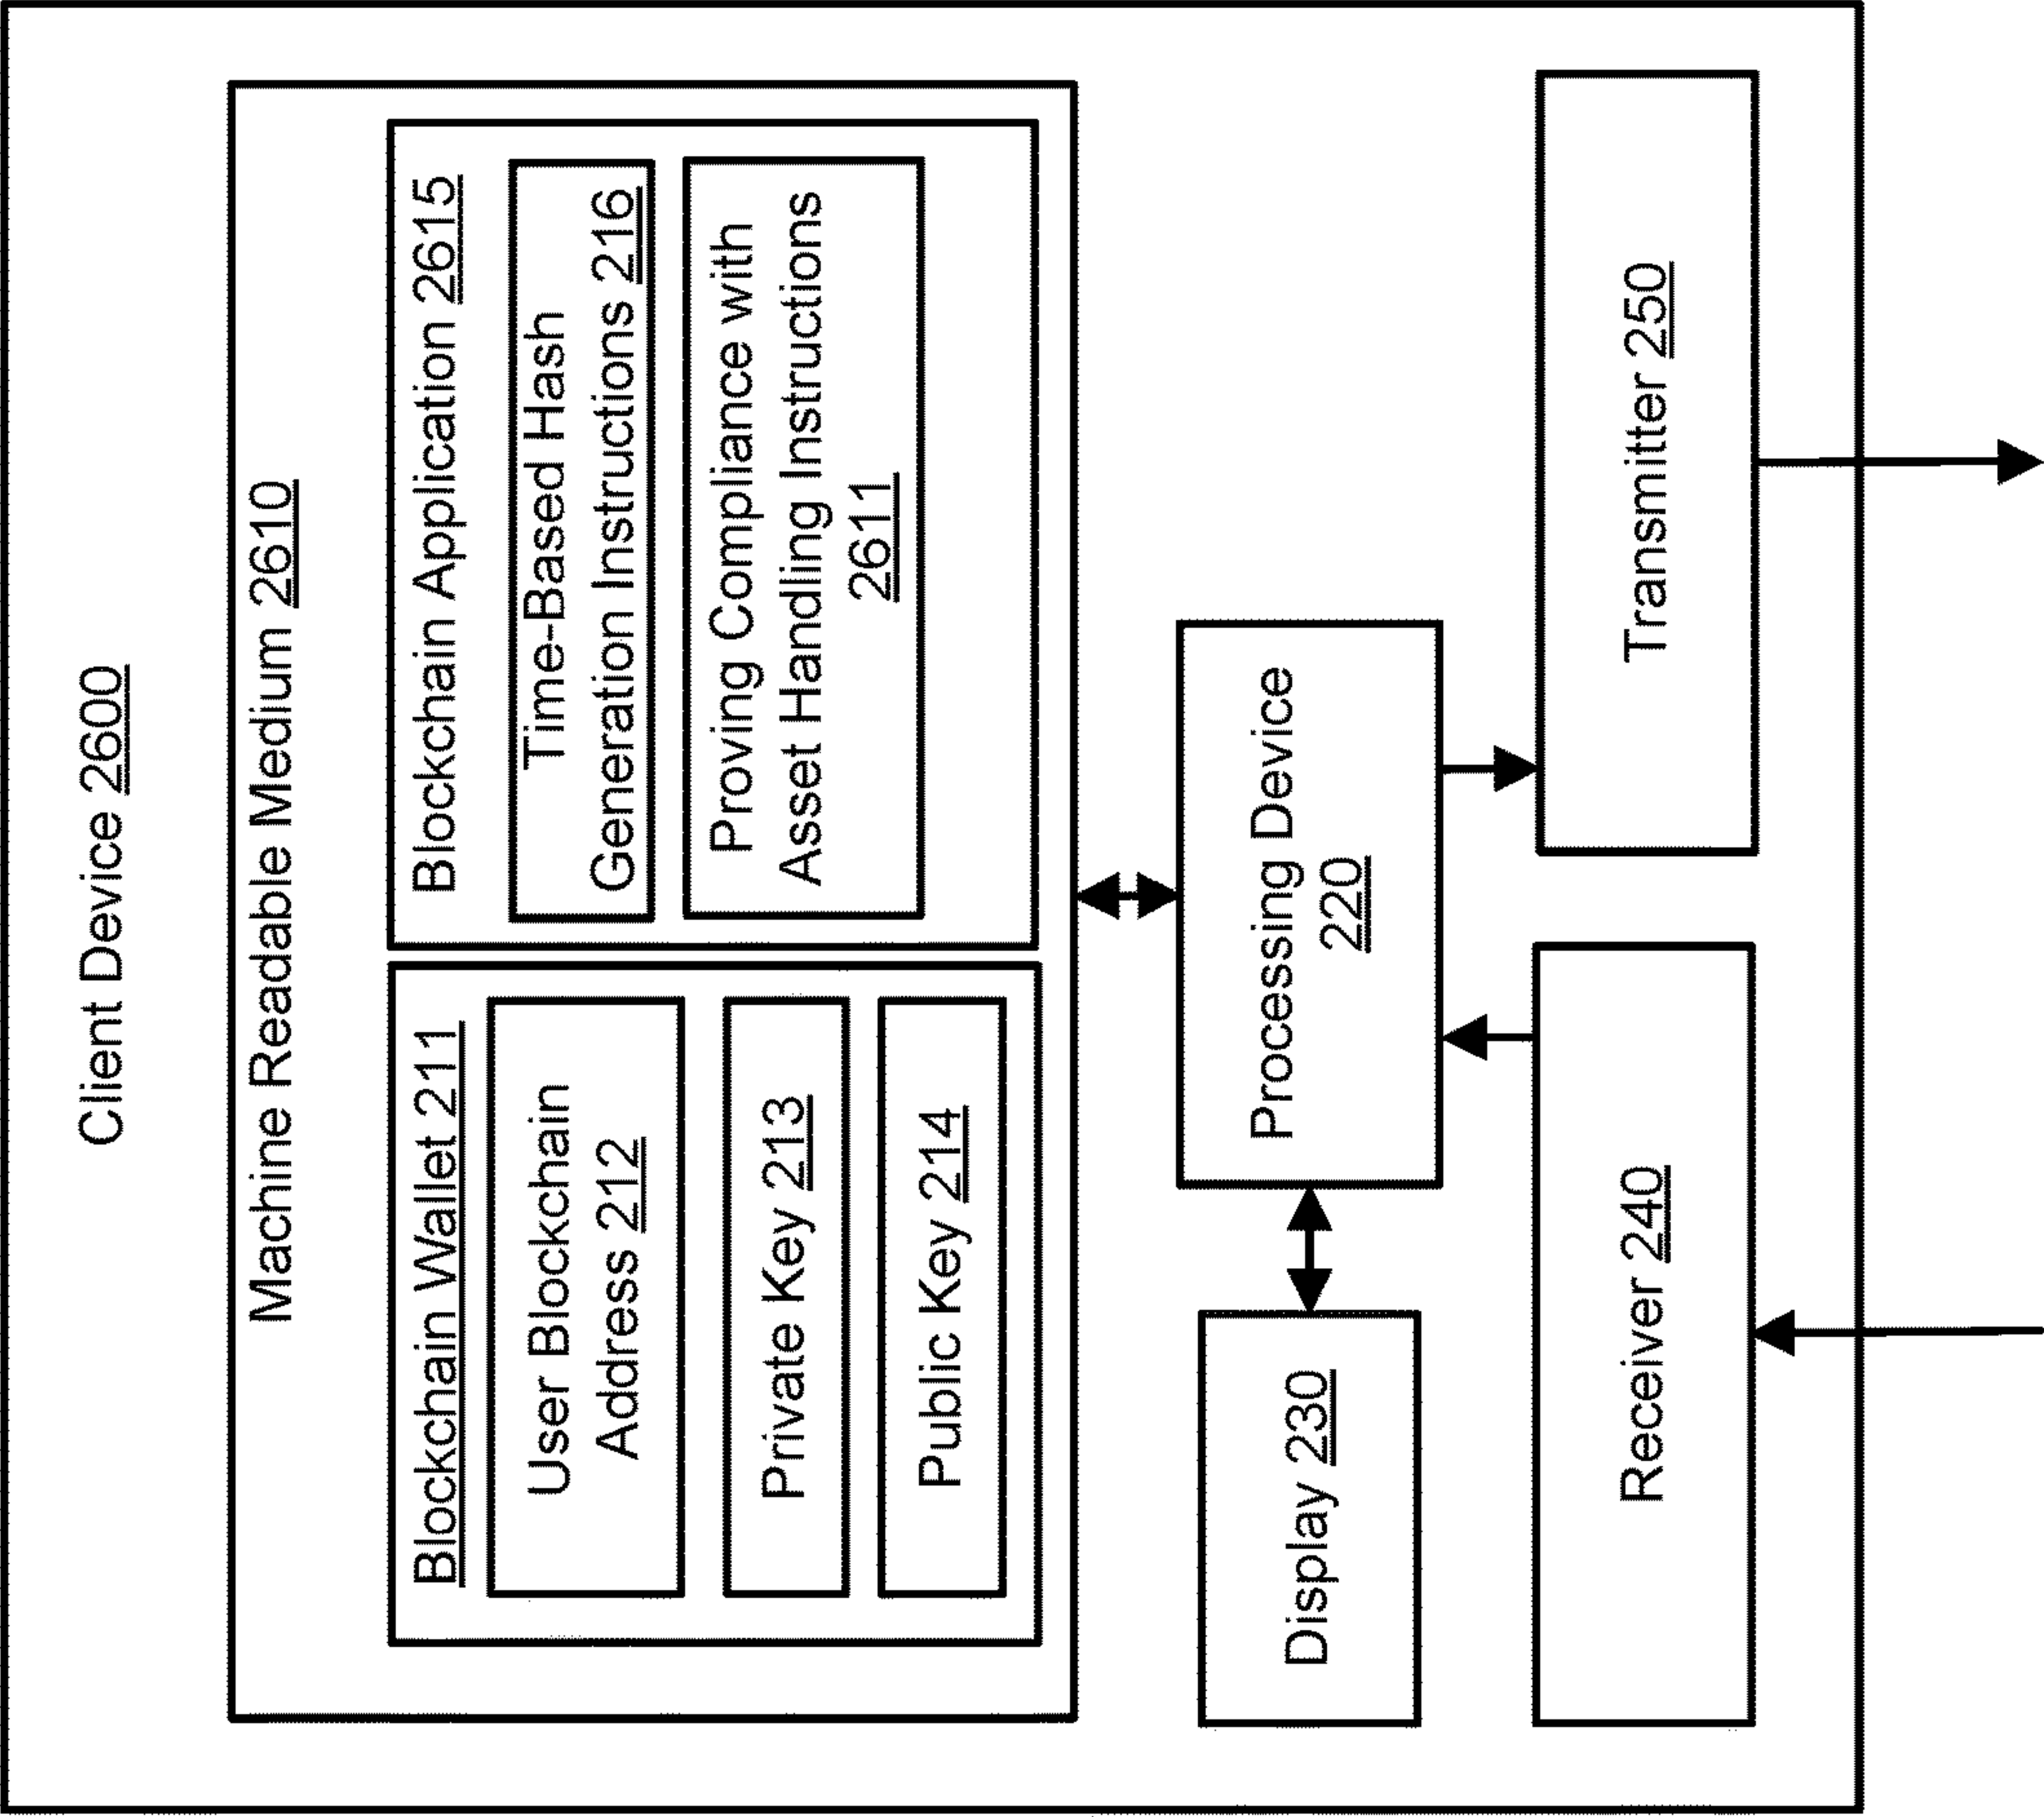 Client Device 2600
Machine Readable Medium 2610
Blockchain Wallet 211
User Blockchain
Address 212
Private Key 213
Public Key 214
Blockchain Application 2615
Time-Based Hash
Generation Instructions 216
Proving Compliance with
Asset Handling Instructions
2611
Display 230
Processing Device
220
Receiver 240
Transmitter 250